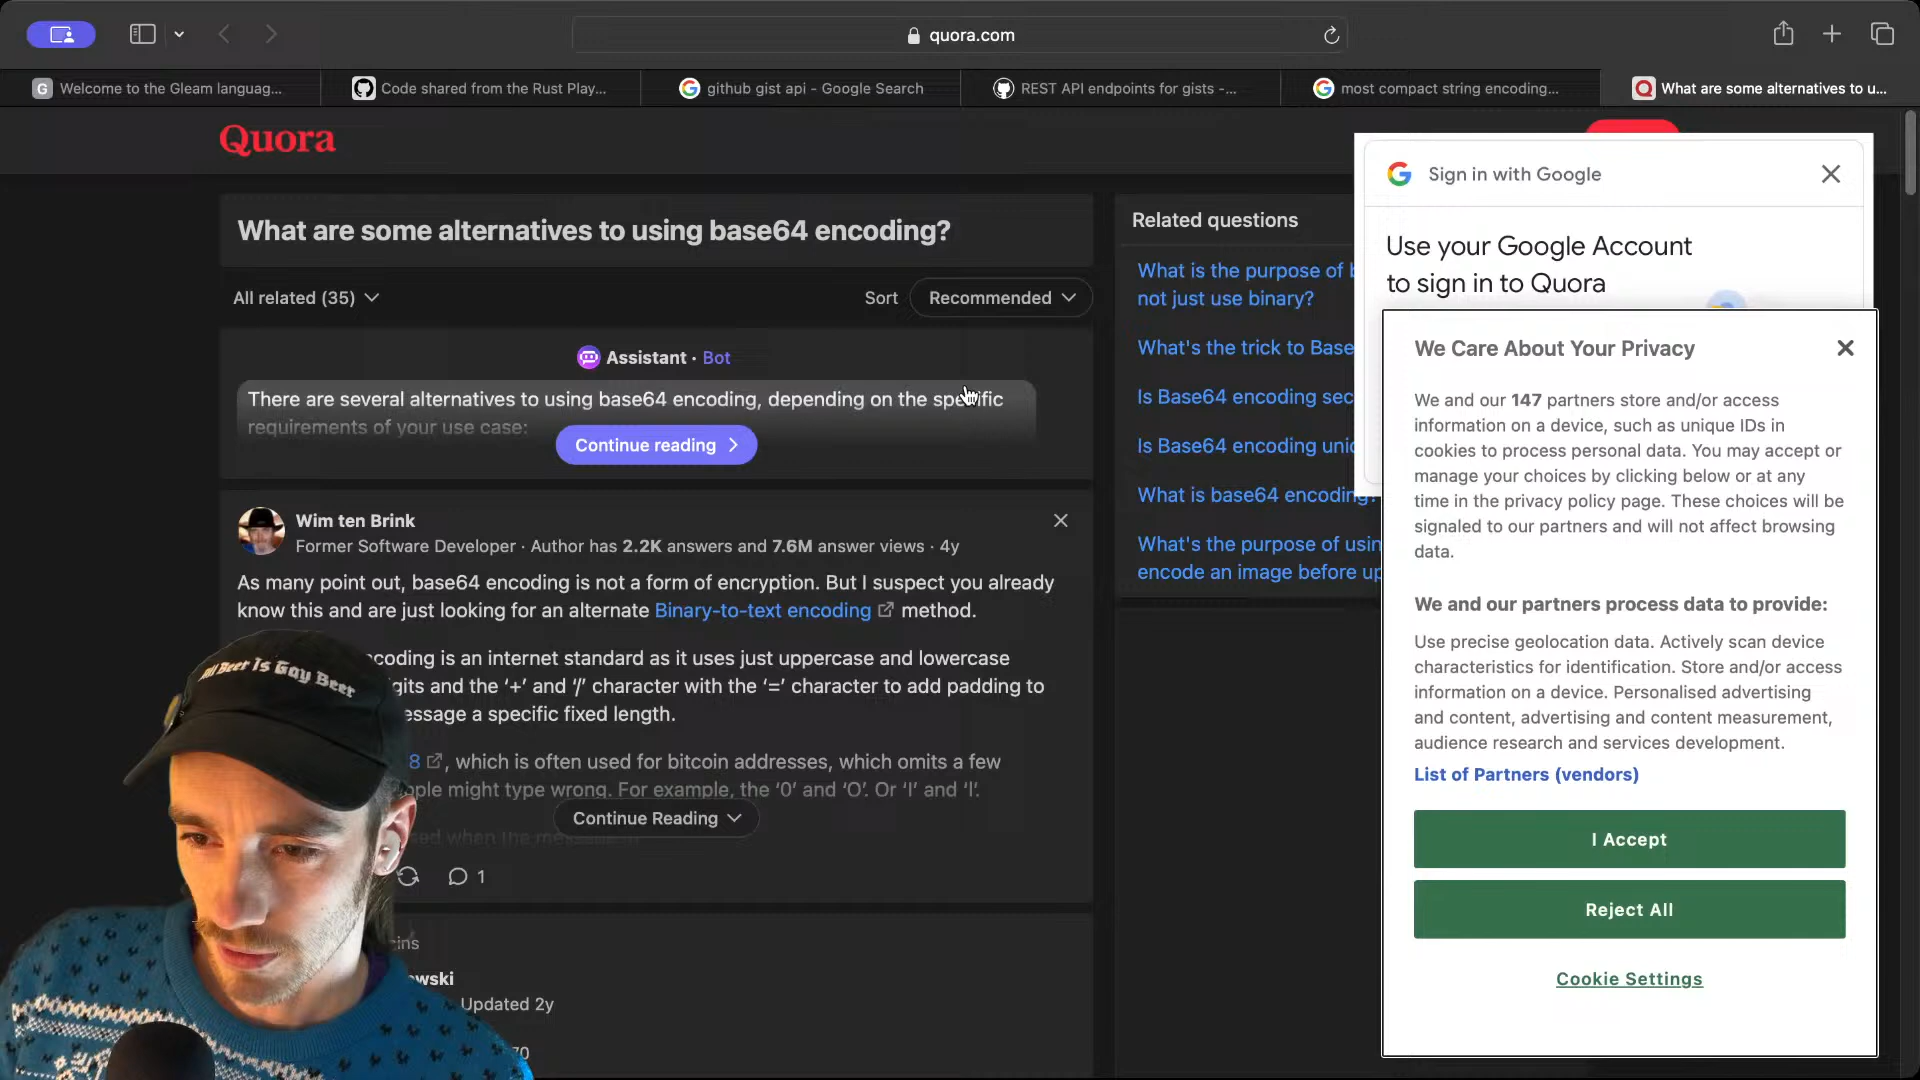 quora.com
G Welcome to the Gleam languag...
Code shared from the Rust Play...
github gist api - Google Search
REST API endpoints for gists -...
most compact string encoding...
What are some alternatives to u...
Quora
What are some alternatives to using base64 encoding?
All related (35)
Sort Recommended
Assistant · Bot
There are several alternatives to using base64 encoding, depending on the specific
requirements of your use case:
Continue reading
Wim ten Brink
Former Software Developer · Author has 2.2K answers and 7.6M answer views · 4y
As many point out, base64 encoding is not a form of encryption. But I suspect you already
know this and are just looking for an alternate Binary-to-text encoding method.
coding is an internet standard as it uses just uppercase and lowercase
gits and the '+' and '/' character with the '=' character to add padding to
essage a specific fixed length.
8, which is often used for bitcoin addresses, which omits a few
ople might type wrong. For example, the '0' and 'O'. Or 'I' and 'l'.
Continue Reading
1
cins
wski
Updated 2y
70
Beer Is Gay Beer
Related questions
What is the purpose of b
not just use binary?
What's the trick to Base
Is Base64 encoding sec
Is Base64 encoding unic
What is base64 encoding?
What's the purpose of usin
encode an image before up
Sign in with Google
Use your Google Account
to sign in to Quora
We Care About Your Privacy
We and our 147 partners store and/or access
information on a device, such as unique IDs in
cookies to process personal data. You may accept or
manage your choices by clicking below or at any
time in the privacy policy page. These choices will be
signaled to our partners and will not affect browsing
data.
We and our partners process data to provide:
Use precise geolocation data. Actively scan device
characteristics for identification. Store and/or access
information on a device. Personalised advertising
and content, advertising and content measurement,
audience research and services development.
List of Partners (vendors)
I Accept
Reject All
Cookie Settings